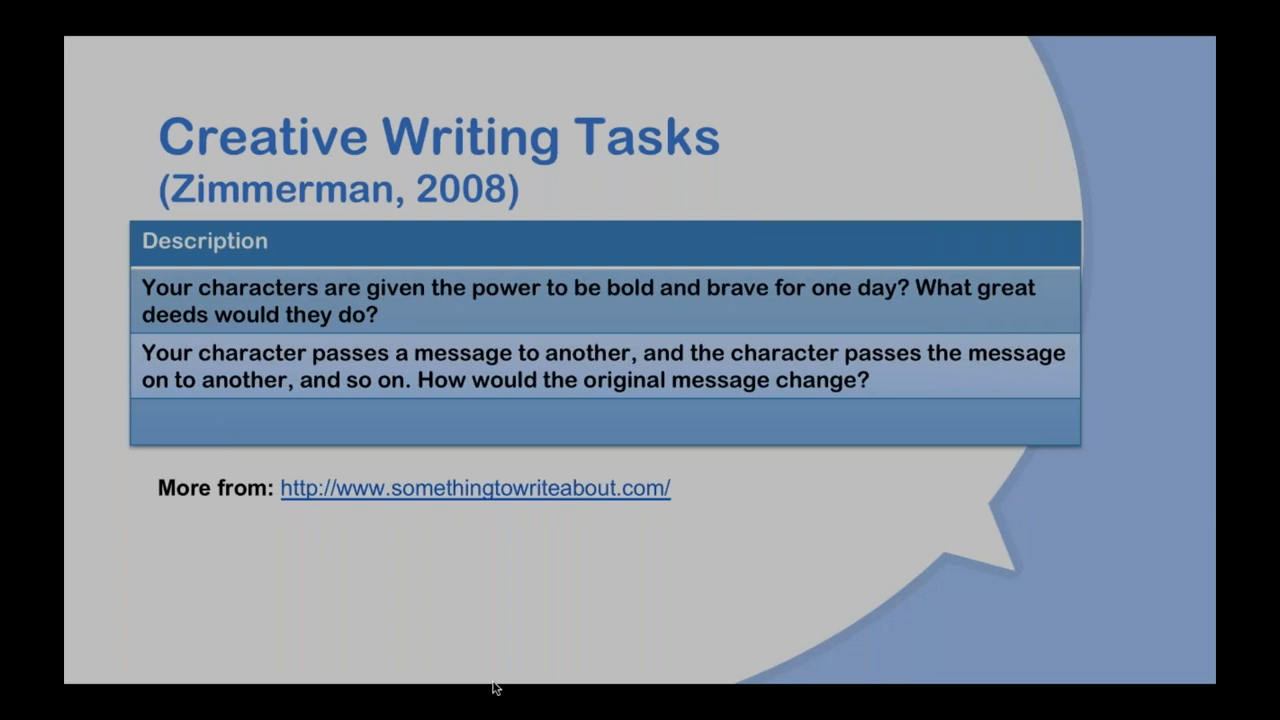 Creative Writing Tasks
(Zimmerman, 2008)
Description
Your characters are given the power to be bold and brave for one day? What great
deeds would they do?
Your character passes a message to another, and the character passes the message
on to another, and so on. How would the original message change?
More from: http://www.somethingtowriteabout.com/